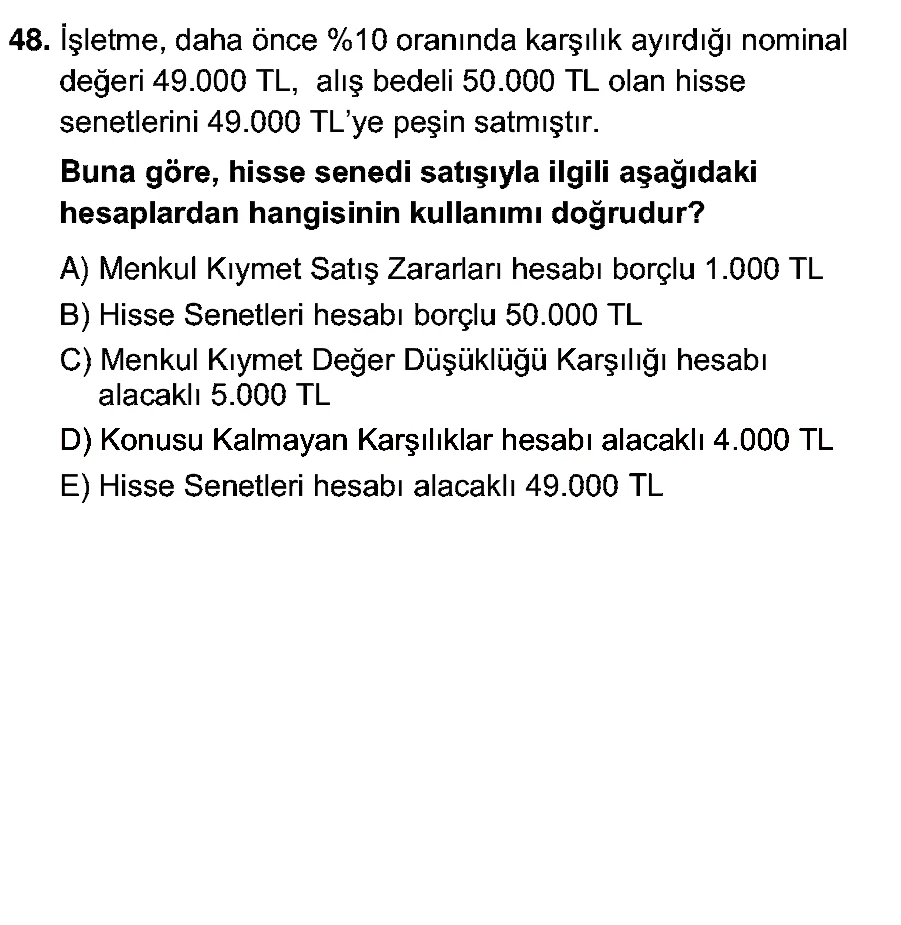 48. İşletme, daha önce %10 oranında karşılık ayırdığı nominal
değeri 49.000 TL, alış bedeli 50.000 TL olan hisse
senetlerini 49.000 TL’ye peşin satmıştır.
Buna göre, hisse senedi satışıyla ilgili aşağıdaki
hesaplardan hangisinin kullanımı doğrudur?
A) Menkul Kıymet Satış Zararları hesabı borçlu 1.000 TL
B) Hisse Senetleri hesabı borçlu 50.000 TL
C) Menkul Kıymet Değer Düşüklüğü Karşılığı hesabı
alacaklı 5.000 TL
D) Konusu Kalmayan Karşılıklar hesabı alacaklı 4.000 TL
E) Hisse Senetleri hesabı alacaklı 49.000 TL